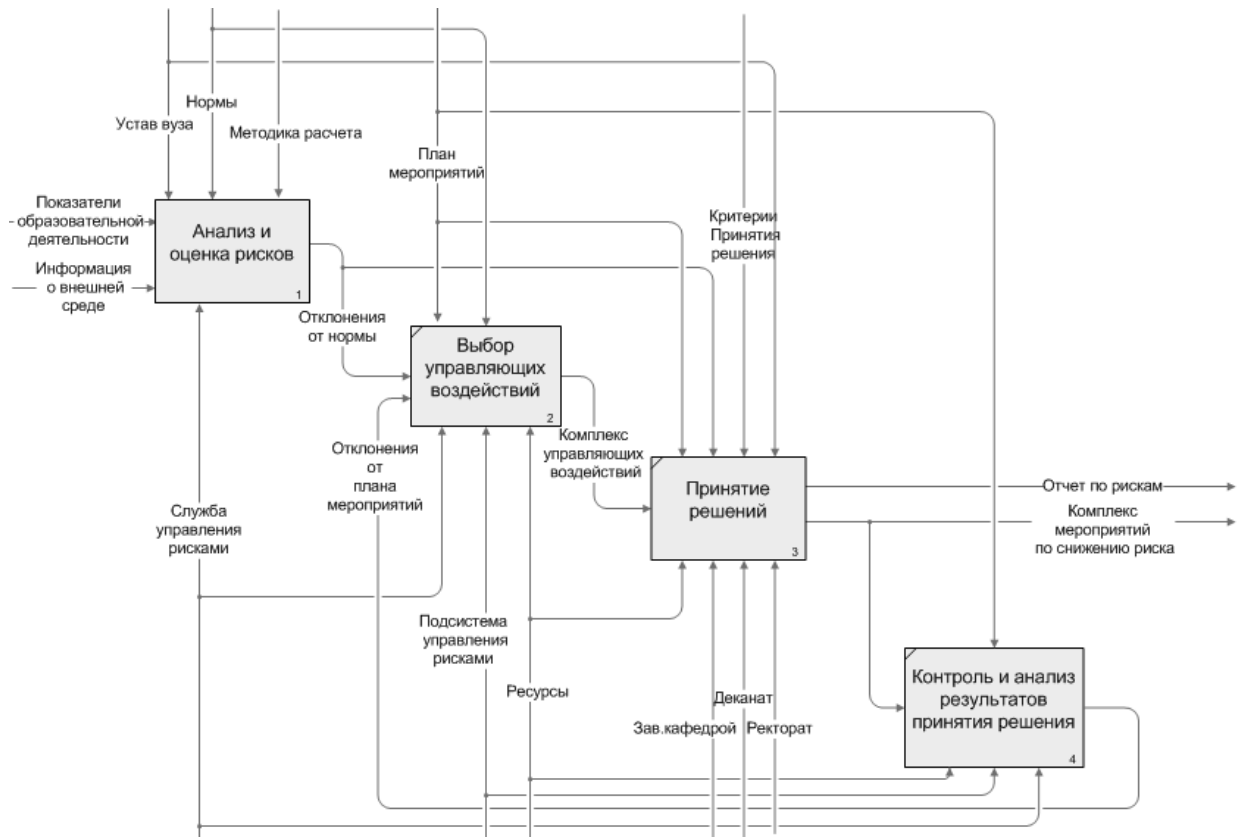 Нормы
Устав вуза
Методика расчета
План
мероприятий
Показатели
образовательной
деятельности
Анализ и
оценка рисков
1
Критерии
Принятия
решения
Информация
о внешней
среде
Отклонения
от нормы
Выбор
управляющих
воздействий
2
Отклонения
от
плана
мероприятий
Комплекс
управляющих
воздействий
Принятие
решений
3
Отчет по рискам
Комплекс
мероприятий
по снижению риска
Служба
управления
рисками
Подсистема
управления
рисками
Ресурсы
Деканат
Зав.кафедрой
Ректорат
Контроль и анализ
результатов
принятия решения
4